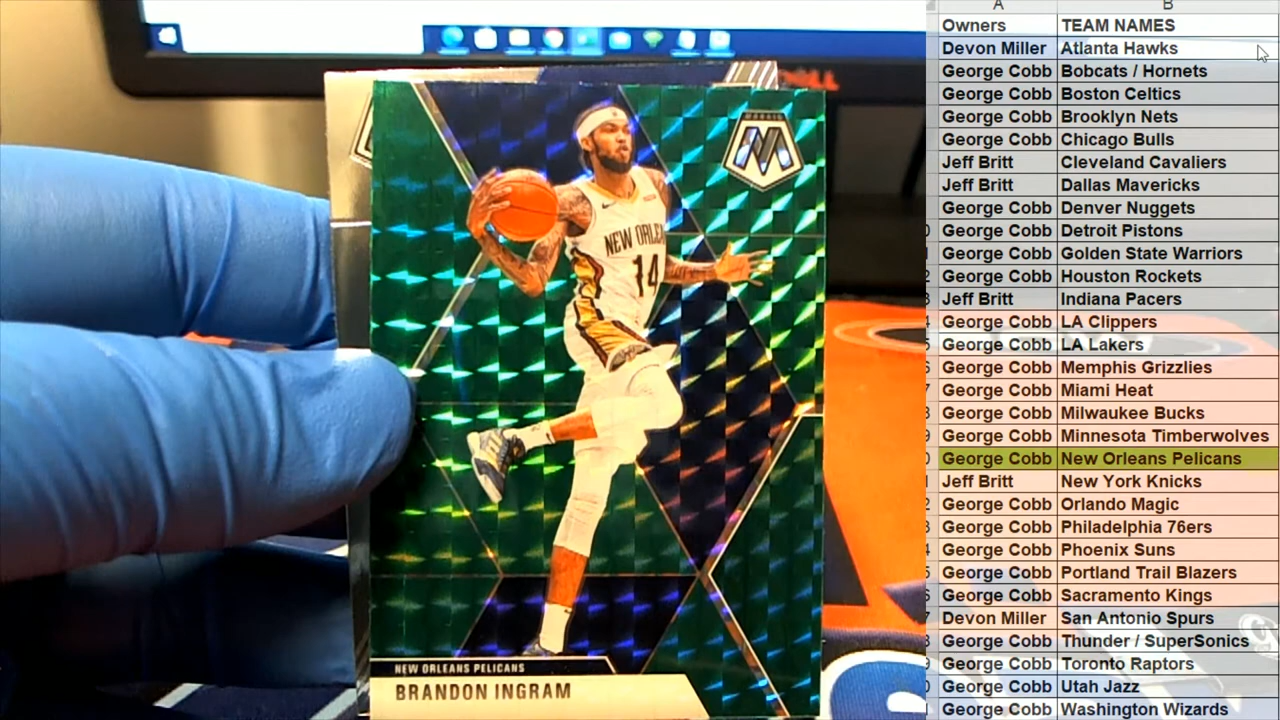 A B
Owners TEAM NAMES
Devon Miller Atlanta Hawks
George Cobb Bobcats / Hornets
George Cobb Boston Celtics
George Cobb Brooklyn Nets
George Cobb Chicago Bulls
Jeff Britt Cleveland Cavaliers
Jeff Britt Dallas Mavericks
George Cobb Denver Nuggets
George Cobb Detroit Pistons
George Cobb Golden State Warriors
George Cobb Houston Rockets
Jeff Britt Indiana Pacers
George Cobb LA Clippers
George Cobb LA Lakers
George Cobb Memphis Grizzlies
George Cobb Miami Heat
George Cobb Milwaukee Bucks
George Cobb Minnesota Timberwolves
George Cobb New Orleans Pelicans
Jeff Britt New York Knicks
George Cobb Orlando Magic
George Cobb Philadelphia 76ers
George Cobb Phoenix Suns
George Cobb Portland Trail Blazers
George Cobb Sacramento Kings
Devon Miller San Antonio Spurs
George Cobb Thunder / SuperSonics
George Cobb Toronto Raptors
George Cobb Utah Jazz
George Cobb Washington Wizards
MOSAIC
M
NEW ORLEA
14
NEW ORLEANS PELICANS
BRANDON INGRAM